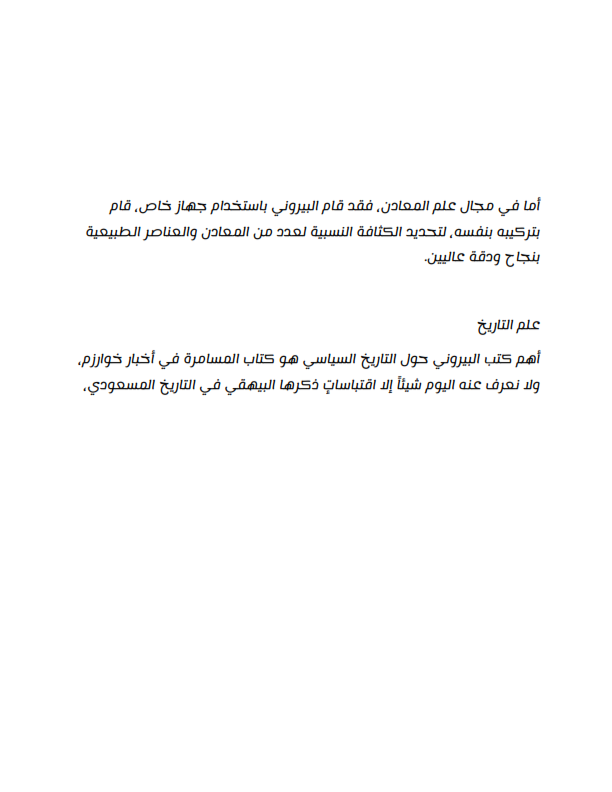 أما في مجال علم المعادن، فقد قام البيروني باستخدام جهاز خاص، قام
بتركيبه بنفسه، لتحديد الكثافة النسبية لعدد من المعادن والعناصر الطبيعية
بنجاح ودقة عاليين.
علم التاريخ
أهم كتب البيروني حول التاريخ السياسي هو كتاب المسامرة في أخبار خوارزم،
ولا نعرف عنه اليوم شيئاً إلا اقتباساتٍ ذكرها البيهقي في التاريخ المسعودي،